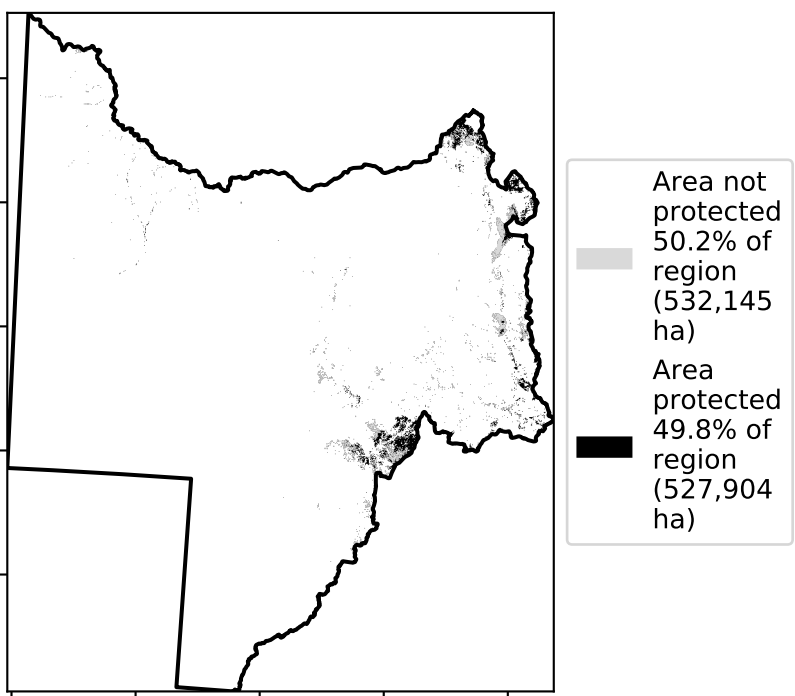 Area not
protected
50.2% of
region
(532,145
ha)
Area
protected
49.8% of
region
(527,904
ha)